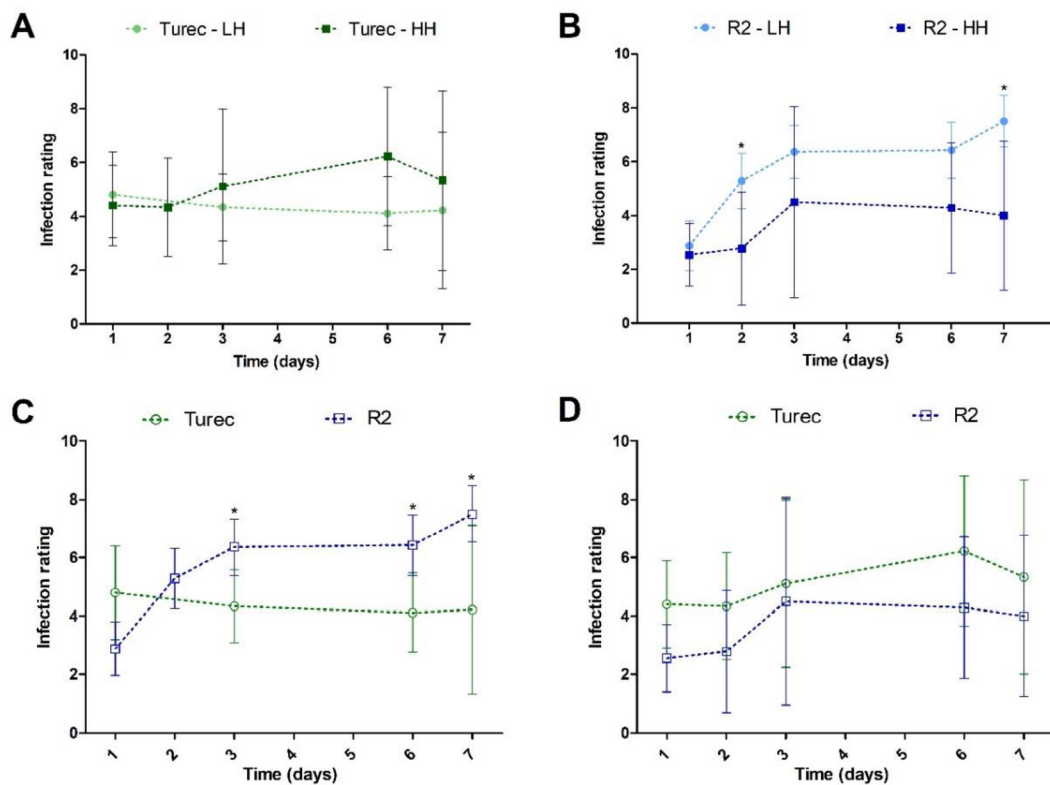 A
Turec - LH
Turec - HH
Infection rating
10
8
6
4
2
0
1 2 3 4 5 6 7
Time (days)
B
R2 - LH
R2 - HH
Infection rating
10
8
6
4
2
0
*
*
1 2 3 4 5 6 7
Time (days)
C
Turec
R2
Infection rating
10
8
6
4
2
0
*
*
*
1 2 3 4 5 6 7
Time (days)
D
Turec
R2
Infection rating
10
8
6
4
2
0
1 2 3 4 5 6 7
Time (days)